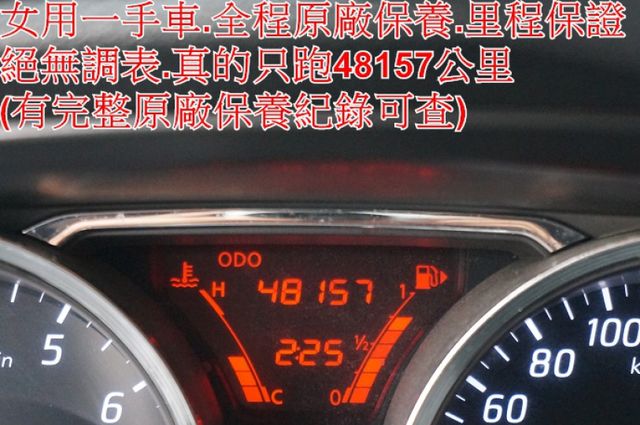 女用一手車.全程原廠保養.里程保證
絕無調表.真的只跑48157公里
(有完整原廠保養紀錄可查)
ODO
H 48157 1
2:25 1/2
C 0
5
6
100
80
60